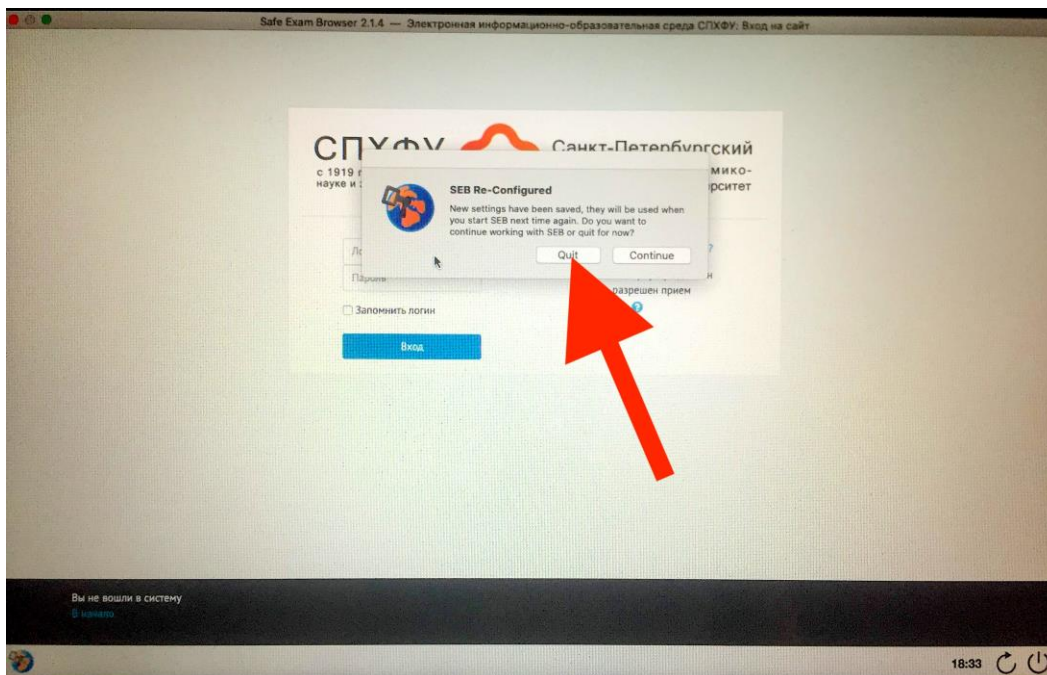 Safe Exam Browser 2.1.4 — Электронная информационно-образовательная среда СПХФУ: Вход на сайт
СПХФУ
Санкт-Петербургский
с 1919 г
мико-
науке и
рситет
SEB Re-Configured
New settings have been saved, they will be used when
you start SEB next time again. Do you want to
continue working with SEB or quit for now?
Quit Continue
Ло
?
Пароль
н
разрешен прием
Запомнить логин
?
Вход
Вы не вошли в систему
В начало
18:33